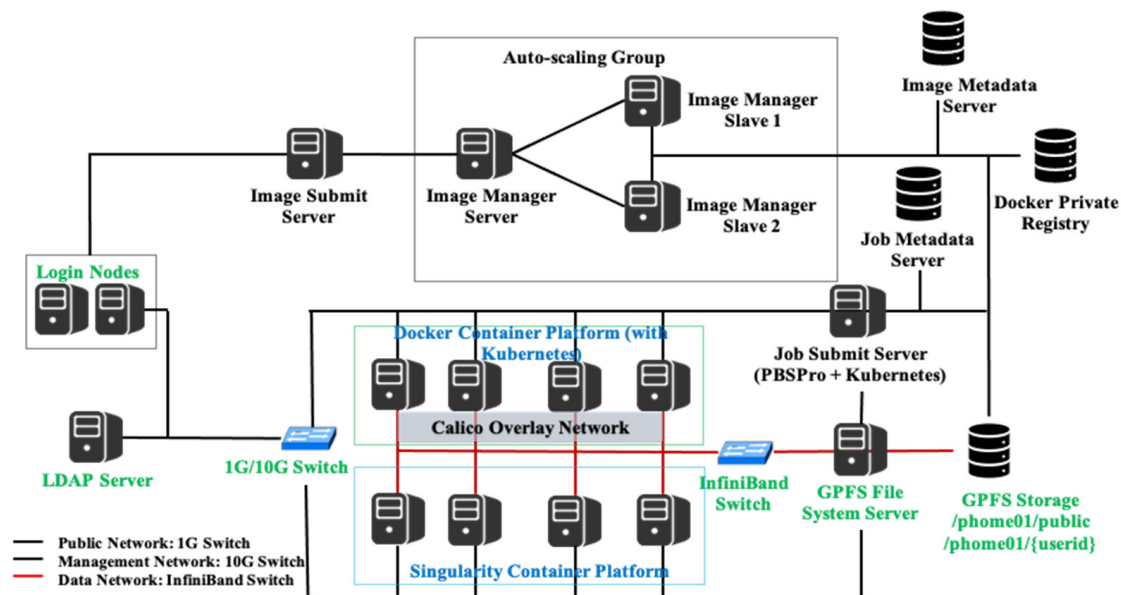 Auto-scaling Group
Image Metadata
Server
Image Manager
Slave 1
Image Submit
Server
Image Manager
Server
Image Manager
Slave 2
Docker Private
Registry
Job Metadata
Server
Login Nodes
Docker Container Platform (with
Kubernetes)
Job Submit Server
(PBSPro + Kubernetes)
Calico Overlay Network
LDAP Server
1G/10G Switch
InfiniBand
Switch
GPFS File
System Server
GPFS Storage
/phome01/public
/phome01/{userid}
Public Network: 1G Switch
Management Network: 10G Switch
Data Network: InfiniBand Switch
Singularity Container Platform